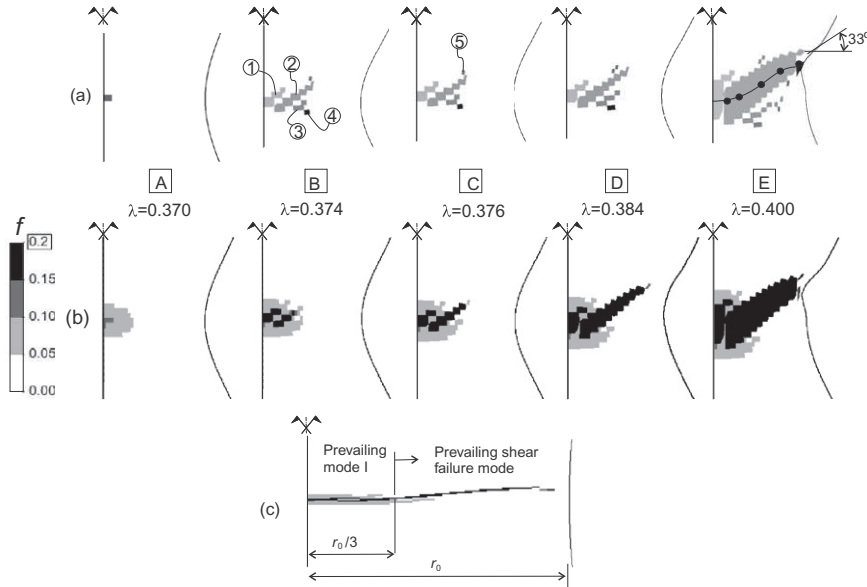 33°
(a)
①
②
③
④
⑤
A
B
C
D
E
λ=0.370
λ=0.374
λ=0.376
λ=0.384
λ=0.400
f
0.2
0.15
0.10
0.05
0.00
(b)
Prevailing
mode I
Prevailing shear
failure mode
(c)
r₀/3
r₀